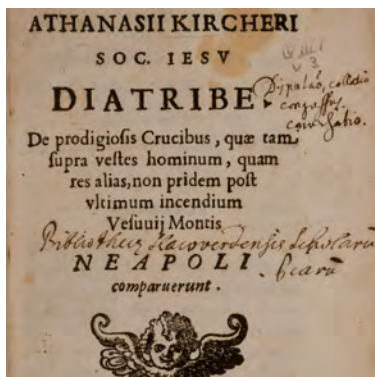 ATHANASII KIRCHERI
SOC. IESV
DIATRIBE
De prodigiosis Crucibus, quæ tam
supra vestes hominum, quam
res alias, non pridem post
vltimum incendium
Vesuuij Montis
NEAPOLI
comparuerunt.